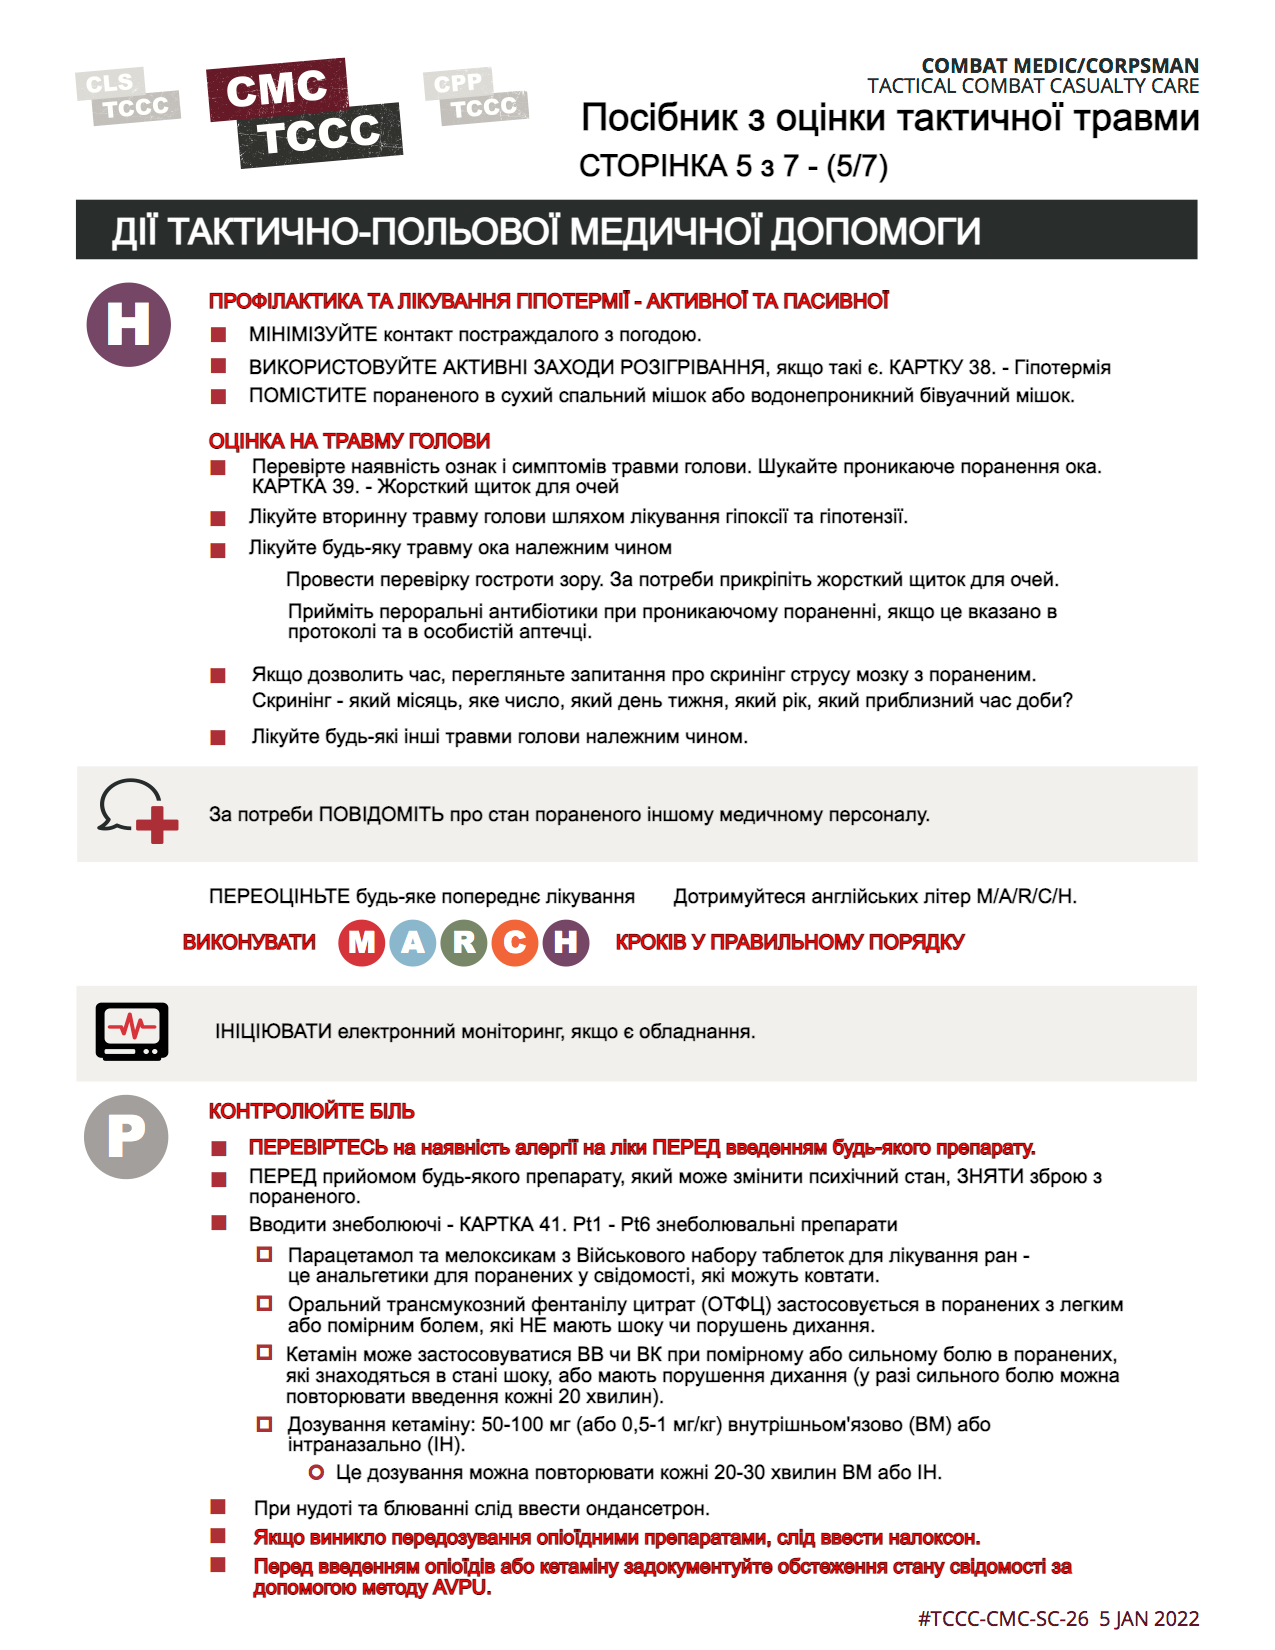 CLS
TCCC
CMC
TCCC
CPP
TCCC
COMBAT MEDIC/CORPSMAN
TACTICAL COMBAT CASUALTY CARE
Посібник з оцінки тактичної травми
СТОРІНКА 5 з 7 - (5/7)
ДІЇ ТАКТИЧНО-ПОЛЬОВОЇ МЕДИЧНОЇ ДОПОМОГИ
H
ПРОФІЛАКТИКА ТА ЛІКУВАННЯ ГІПОТЕРМІЇ - АКТИВНОЇ ТА ПАСИВНОЇ
МІНІМІЗУЙТЕ контакт постраждалого з погодою.
ВИКОРИСТОВУЙТЕ АКТИВНІ ЗАХОДИ РОЗІГРІВАННЯ, якщо такі є. КАРТКУ 38. - Гіпотермія
ПОМІСТИТЕ пораненого в сухий спальний мішок або водонепроникний бівуачний мішок.
ОЦІНКА НА ТРАВМУ ГОЛОВИ
Перевірте наявність ознак і симптомів травми голови. Шукайте проникаюче поранення ока.
КАРТКА 39. - Жорсткий щиток для очей
Лікуйте вторинну травму голови шляхом лікування гіпоксії та гіпотензії.
Лікуйте будь-яку травму ока належним чином
Провести перевірку гостроти зору. За потреби прикріпіть жорсткий щиток для очей.
Прийміть пероральні антибіотики при проникаючому пораненні, якщо це вказано в
протоколі та в особистій аптечці.
Якщо дозволить час, перегляньте запитання про скринінг струсу мозку з пораненим.
Скринінг - який місяць, яке число, який день тижня, який рік, який приблизний час доби?
Лікуйте будь-які інші травми голови належним чином.
За потреби ПОВІДОМІТЬ про стан пораненого іншому медичному персоналу.
ПЕРЕОЦІНЬТЕ будь-яке попереднє лікування Дотримуйтеся англійських літер M/A/R/C/H.
ВИКОНУВАТИ M A R C H КРОКІВ У ПРАВИЛЬНОМУ ПОРЯДКУ
ІНІЦІЮВАТИ електронний моніторинг, якщо є обладнання.
P
КОНТРОЛЮЙТЕ БІЛЬ
ПЕРЕВІРТЕСЬ на наявність алергії на ліки ПЕРЕД введенням будь-якого препарату.
ПЕРЕД прийомом будь-якого препарату, який може змінити психічний стан, ЗНЯТИ зброю з
пораненого.
Вводити знеболюючі - КАРТКА 41. Pt1 - Pt6 знеболювальні препарати
Парацетамол та мелоксикам з Військового набору таблеток для лікування ран -
це анальгетики для поранених у свідомості, які можуть ковтати.
Оральний трансмукозний фентанілу цитрат (ОТФЦ) застосовується в поранених з легким
або помірним болем, які НЕ мають шоку чи порушень дихання.
Кетамін може застосовуватися ВВ чи ВК при помірному або сильному болю в поранених,
які знаходяться в стані шоку, або мають порушення дихання (у разі сильного болю можна
повторювати введення кожні 20 хвилин).
Дозування кетаміну: 50-100 мг (або 0,5-1 мг/кг) внутрішньом'язово (ВМ) або
інтраназально (ІН).
Це дозування можна повторювати кожні 20-30 хвилин ВМ або ІН.
При нудоті та блюванні слід ввести ондансетрон.
Якщо виникло передозування опіоїдними препаратами, слід ввести налоксон.
Перед введенням опіоїдів або кетаміну задокументуйте обстеження стану свідомості за
допомогою методу AVPU.
#TCCC-CMC-SC-26 5 JAN 2022